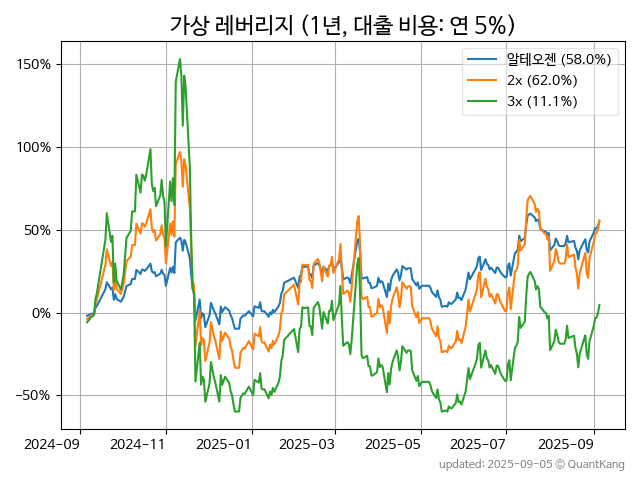 가상 레버리지 (1년, 대출 비용: 연 5%)
150%
100%
50%
0%
−50%
알테오젠 (58.0%)
2x (62.0%)
3x (11.1%)
2024-09
2024-11
2025-01
2025-03
2025-05
2025-07
2025-09
updated: 2025-09-05 © QuantKang